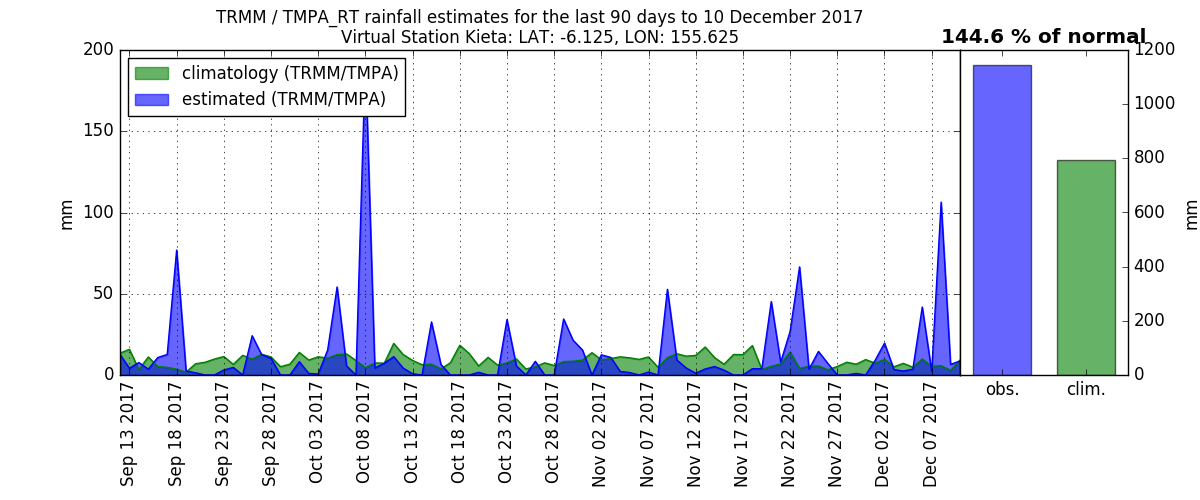 TRMM / TMPA_RT rainfall estimates for the last 90 days to 10 December 2017
Virtual Station Kieta: LAT: -6.125, LON: 155.625
144.6 % of normal
climatology (TRMM/TMPA)
estimated (TRMM/TMPA)
mm
200
150
100
50
0
Sep 13 2017
Sep 18 2017
Sep 23 2017
Sep 28 2017
Oct 03 2017
Oct 08 2017
Oct 13 2017
Oct 18 2017
Oct 23 2017
Oct 28 2017
Nov 02 2017
Nov 07 2017
Nov 12 2017
Nov 17 2017
Nov 22 2017
Nov 27 2017
Dec 02 2017
Dec 07 2017
obs.
clim.
1200
1000
800
600
400
200
0
mm